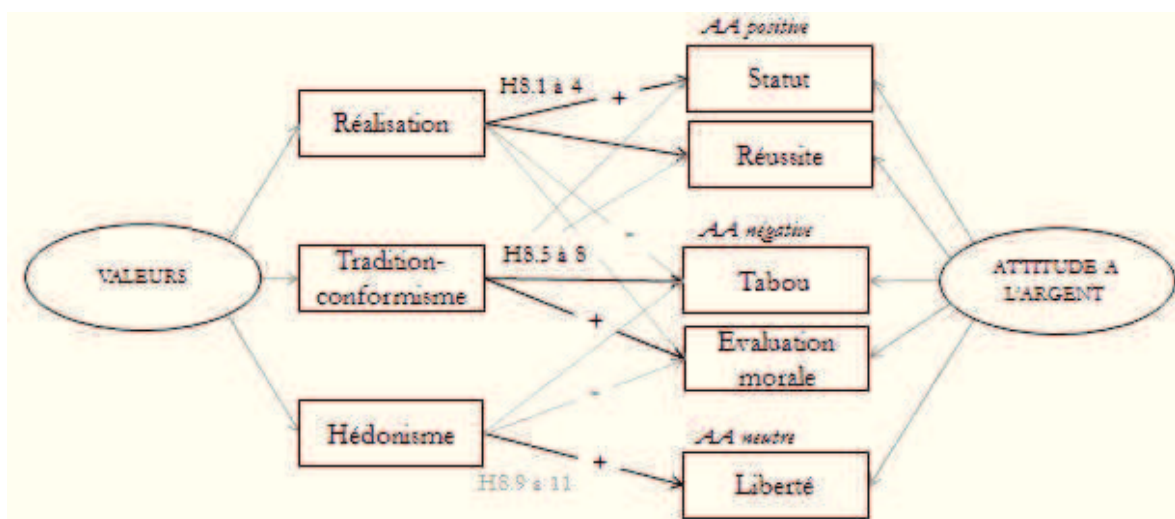 AA positive
Statut
H8.1 à 4
+
Réalisation
Réussite
-
AA négative
VALEURS
Tradition-
conformisme
H8.5 à 8
Tabou
ATTITUDE A
L'ARGENT
+
Evaluation
morale
-
Hédonisme
AA neutre
+
H8.9 à 11
Liberté